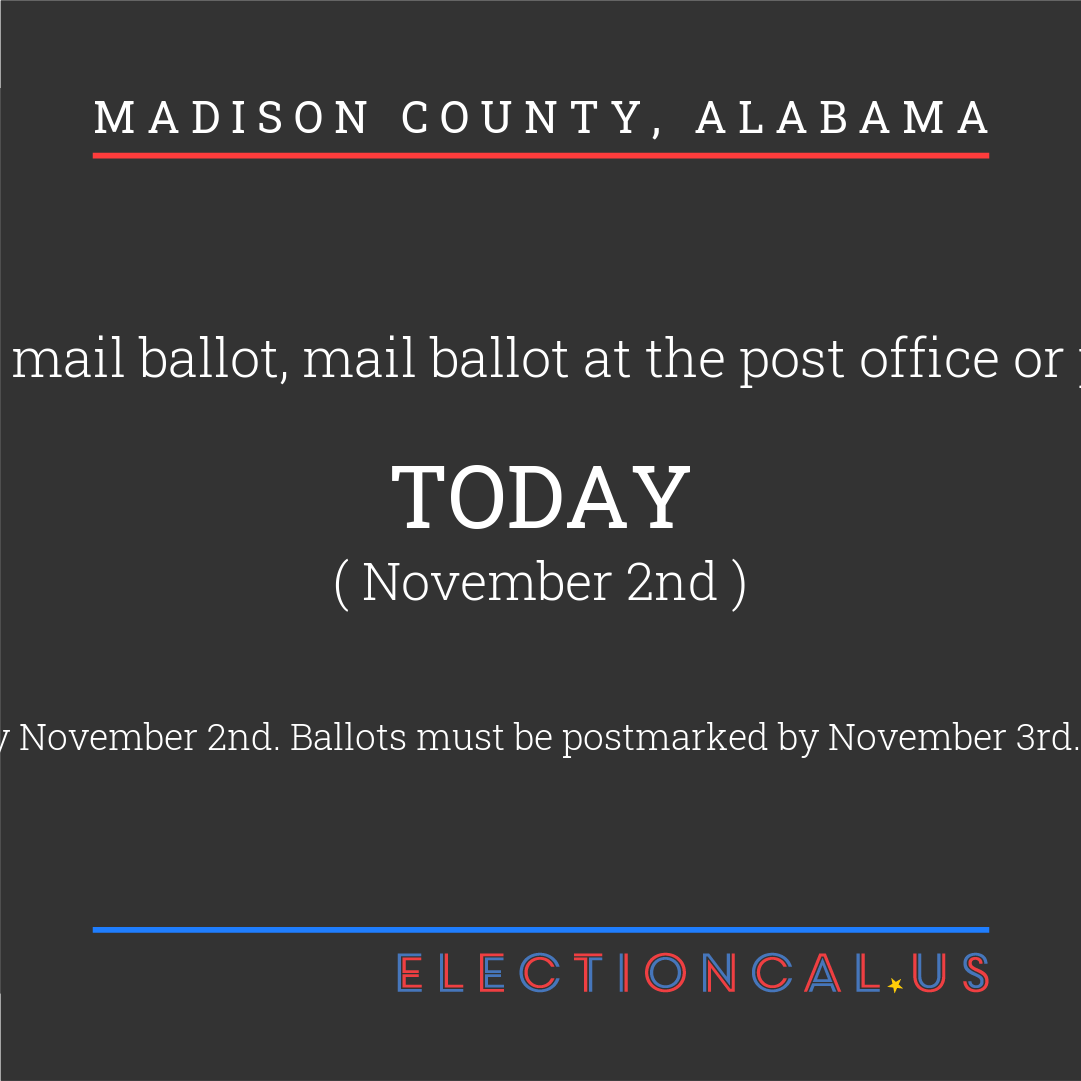 MADISON COUNTY, ALABAMA
mail ballot, mail ballot at the post office or
TODAY
( November 2nd )
November 2nd. Ballots must be postmarked by November 3rd.
ELECTIONCAL.US